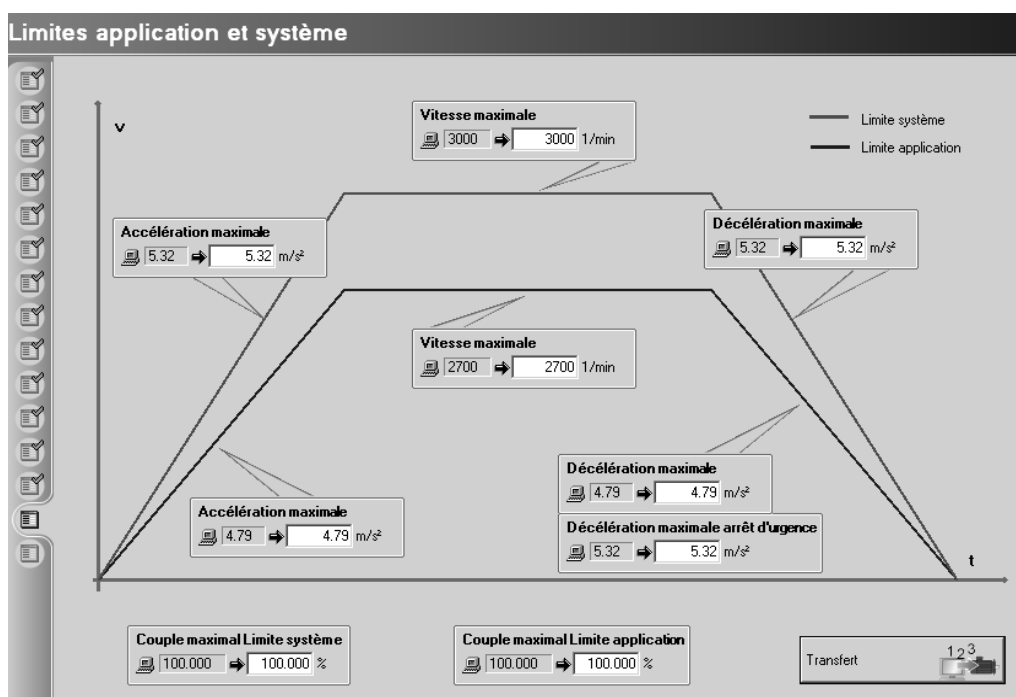 Limites application et système
v
Vitesse maximale
3000 3000 1/min
Limite système
Limite application
Accélération maximale
5.32 5.32 m/s²
Décélération maximale
5.32 5.32 m/s²
Vitesse maximale
2700 2700 1/min
Décélération maximale
4.79 4.79 m/s²
Accélération maximale
4.79 4.79 m/s²
Décélération maximale arrêt d'urgence
5.32 5.32 m/s²
t
Couple maximal Limite système
100.000 100.000 %
Couple maximal Limite application
100.000 100.000 %
Transfert
1 2 3